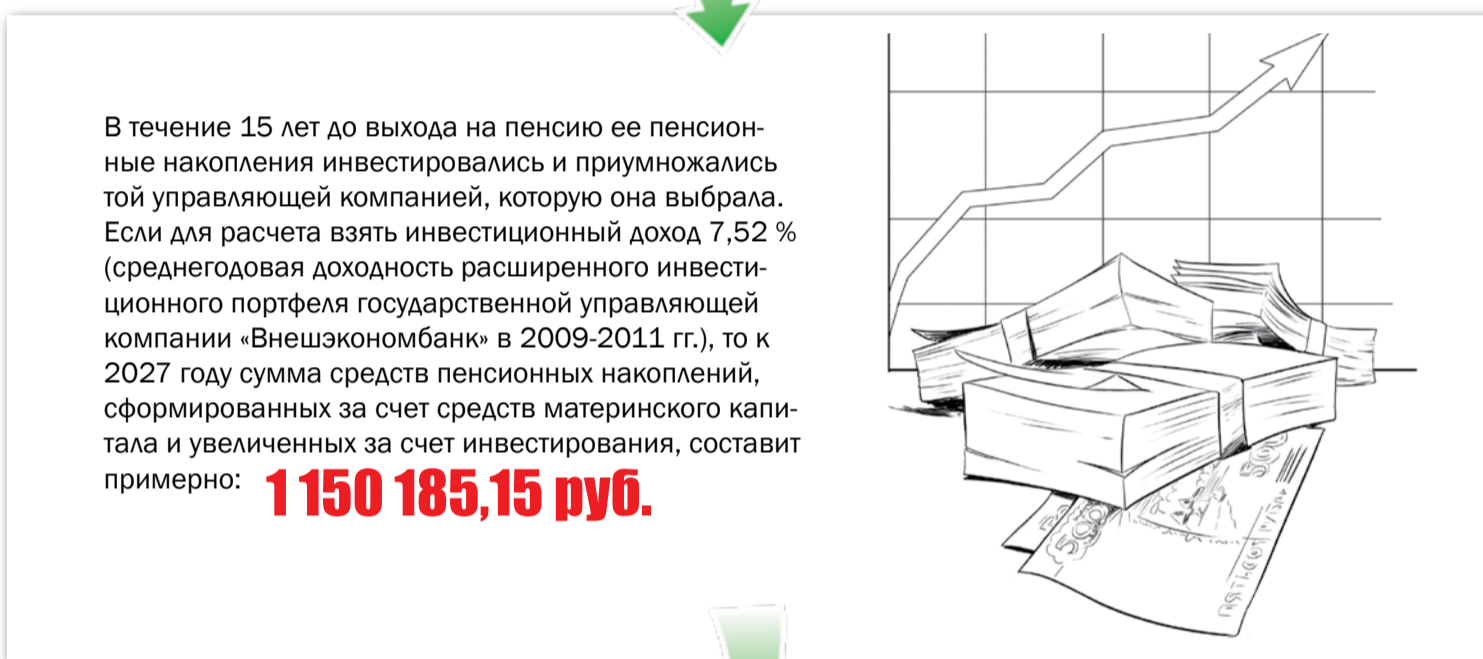 В течение 15 лет до выхода на пенсию ее пенсион-
ные накопления инвестировались и приумножались
той управляющей компанией, которую она выбрала.
Если для расчета взять инвестиционный доход 7,52 %
(среднегодовая доходность расширенного инвести-
ционного портфеля государственной управляющей
компании «Внешэкономбанк» в 2009-2011 гг.), то к
2027 году сумма средств пенсионных накоплений,
сформированных за счет средств материнского капи-
тала и увеличенных за счет инвестирования, составит
примерно: 1 150 185,15 руб.
500